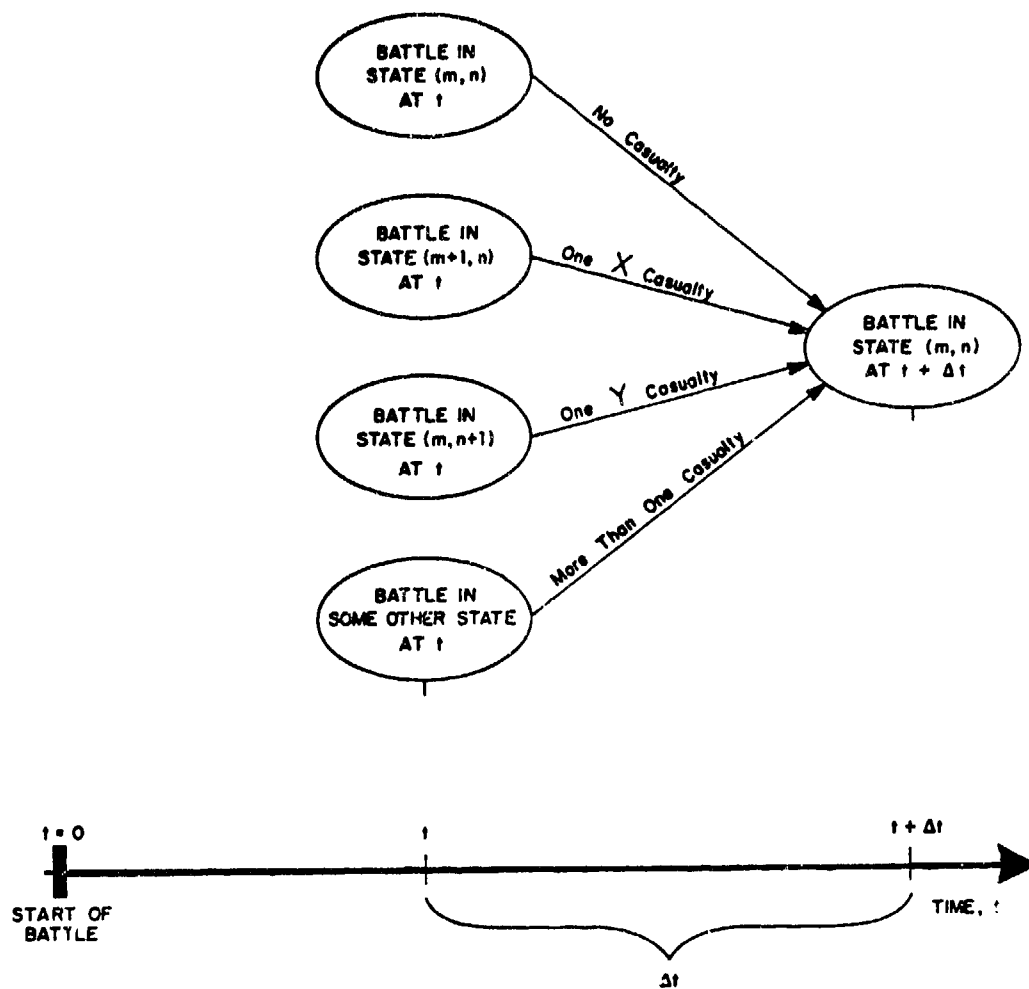 BATTLE IN
STATE (m, n)
AT t
No Casualty
BATTLE IN
STATE (m+1, n)
AT t
One X Casualty
BATTLE IN
STATE (m, n)
AT t + Δt
BATTLE IN
STATE (m, n+1)
AT t
One Y Casualty
More Than One Casualty
BATTLE IN
SOME OTHER STATE
AT t
t = 0
t
t + Δt
START OF
BATTLE
TIME, t
Δt